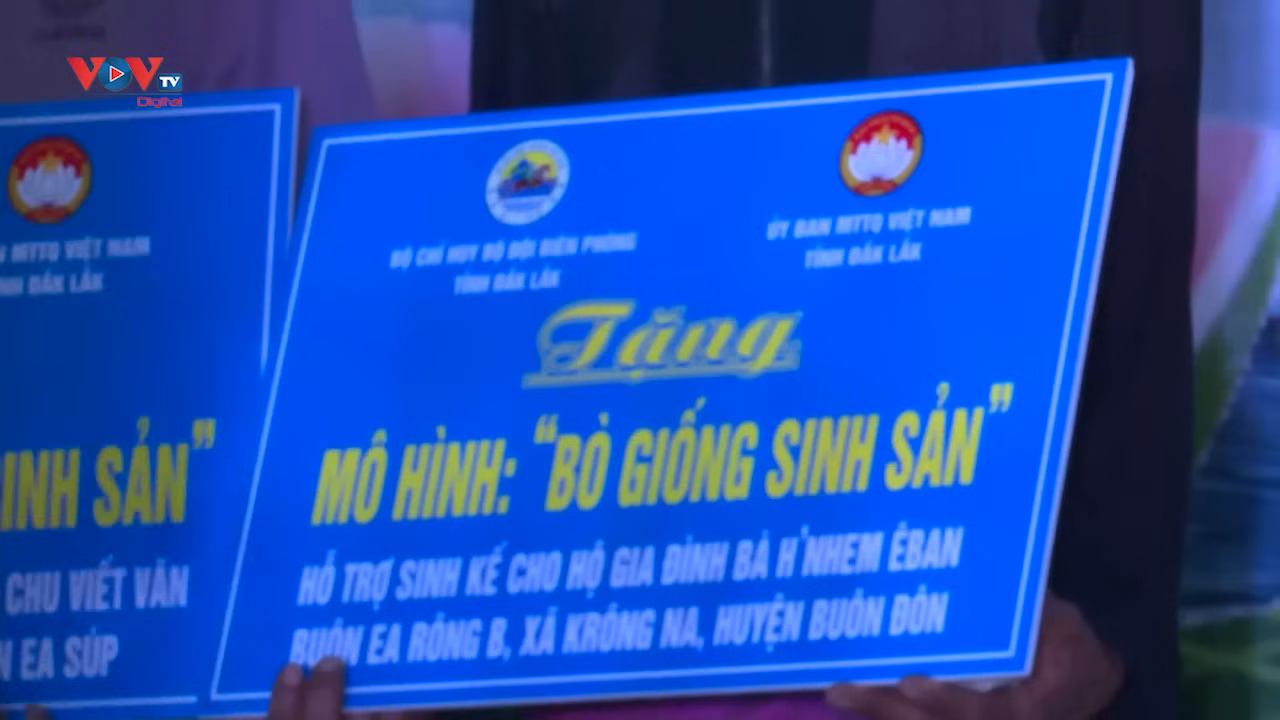 VOV TV
Digital
N MTTQ VIỆT NAM
NH ĐẮK LẮK
SINH SẢN”
CHU VIẾT VĂN
N EA SÚP
BỘ CHỈ HUY BỘ ĐỘI BIÊN PHÒNG
TỈNH ĐẮK LẮK
ỦY BAN MTTQ VIỆT NAM
TỈNH ĐẮK LẮK
Tặng
MÔ HÌNH: “BÒ GIỐNG SINH SẢN”
HỖ TRỢ SINH KẾ CHO HỘ GIA ĐÌNH BÀ H'NHEM ÊBAN
BUÔN EA RÔNG B, XÃ KRÔNG NA, HUYỆN BUÔN ĐÔN